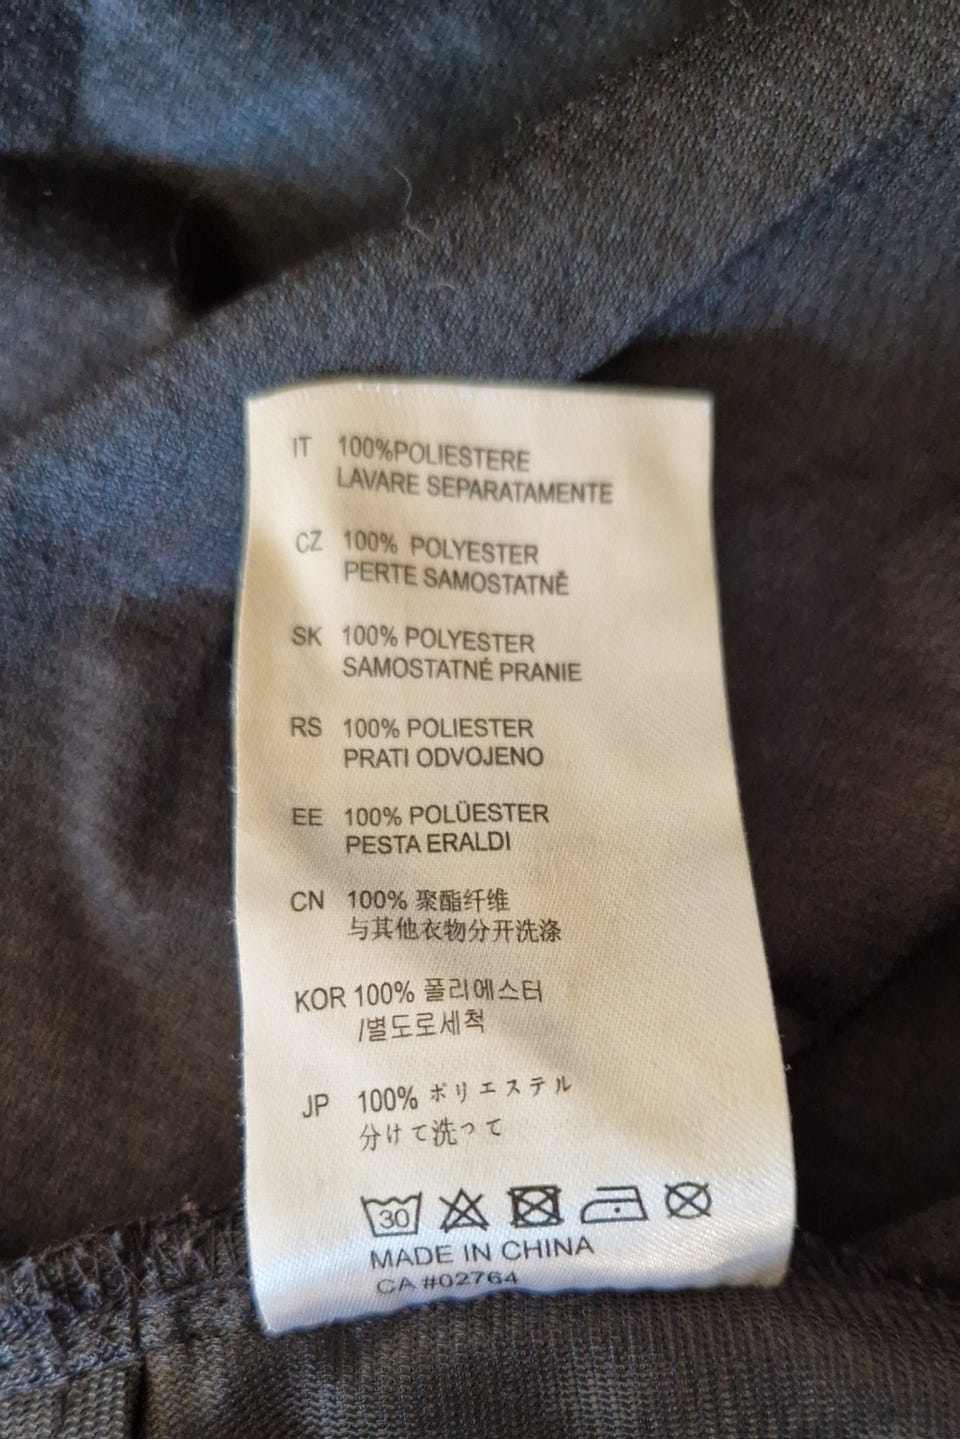 IT 100%POLIESTERE
LAVARE SEPARATAMENTE
CZ 100% POLYESTER
PERTE SAMOSTATNĚ
SK 100% POLYESTER
SAMOSTATNÉ PRANIE
RS 100% POLIESTER
PRATI ODVOJENO
EE 100% POLÜESTER
PESTA ERALDI
CN 100% 聚酯纤维
与其他衣物分开洗涤
KOR 100% 폴리에스터
/별도로세척
JP 100% ポリエステル
分けて洗って
30
MADE IN CHINA
CA #02764